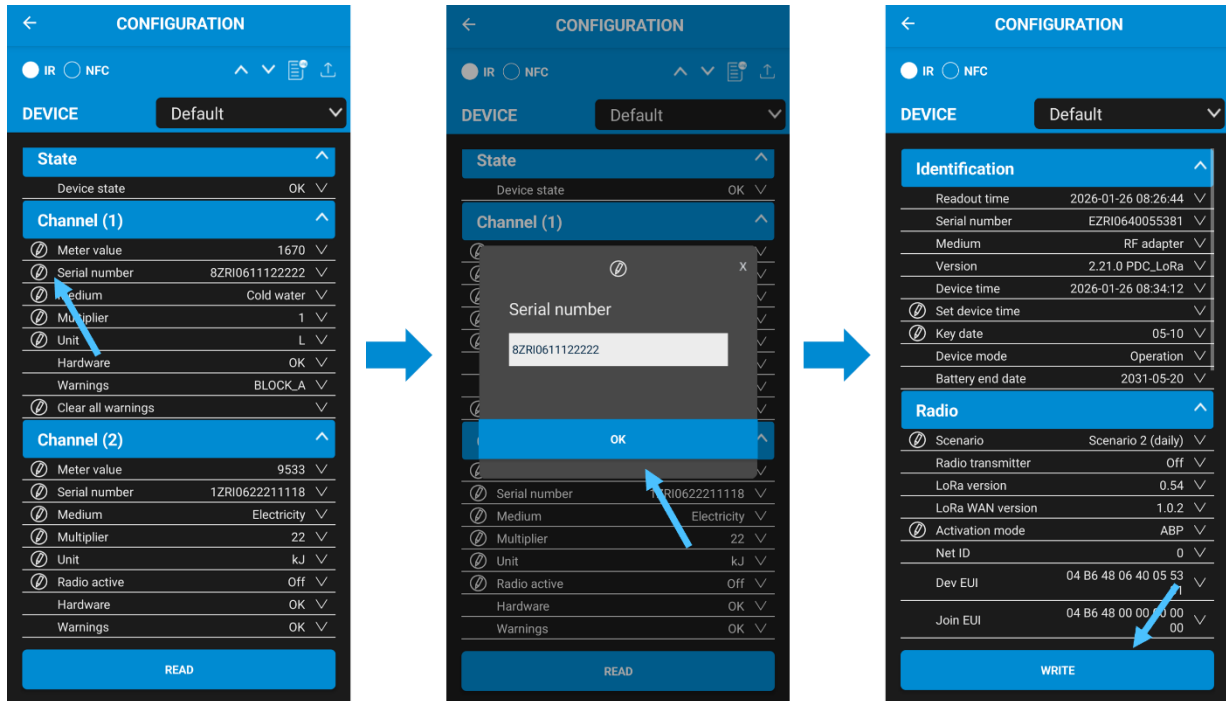 CONFIGURATION
IR NFC
DEVICE Default
State
Device state OK
Channel (1)
Meter value 1670
Serial number 8ZRI0611122222
Medium Cold water
Multiplier 1
Unit L
Hardware OK
Warnings BLOCK_A
Clear all warnings
Channel (2)
Meter value 9533
Serial number 1ZRI0622211118
Medium Electricity
Multiplier 22
Unit kJ
Radio active Off
Hardware OK
Warnings OK
READ
CONFIGURATION
IR NFC
DEVICE Default
State
Device state OK
Channel (1)
x
Serial number
8ZRI0611122222
OK
Serial number 1ZRI0622211118
Medium Electricity
Multiplier 22
Unit kJ
Radio active Off
Hardware OK
Warnings OK
READ
CONFIGURATION
IR NFC
DEVICE Default
Identification
Readout time 2026-01-26 08:26:44
Serial number EZRI0640055381
Medium RF adapter
Version 2.21.0 PDC_LoRa
Device time 2026-01-26 08:34:12
Set device time
Key date 05-10
Device mode Operation
Battery end date 2031-05-20
Radio
Scenario Scenario 2 (daily)
Radio transmitter Off
LoRa version 0.54
LoRa WAN version 1.0.2
Activation mode ABP
Net ID 0
Dev EUI 04 B6 48 06 40 05 53
Join EUI 04 B6 48 00 00 00 00
00
WRITE